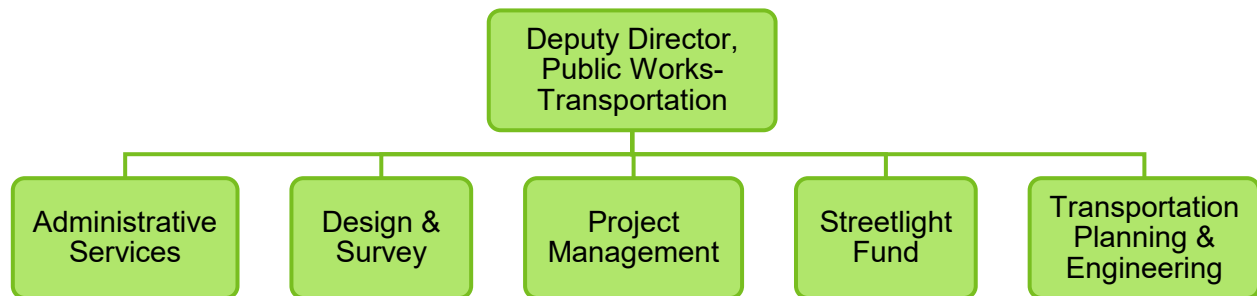 Deputy Director,
Public Works-
Transportation
Administrative
Services
Design &
Survey
Project
Management
Streetlight
Fund
Transportation
Planning &
Engineering